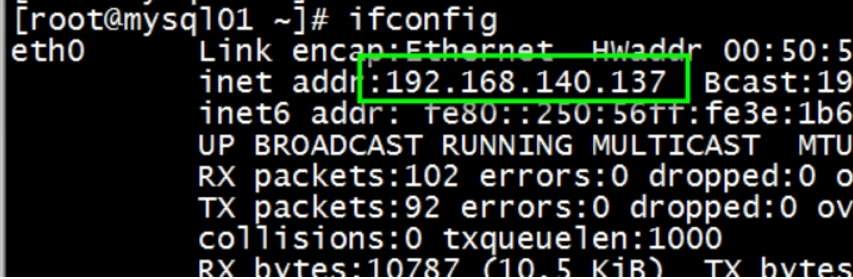 [root@mysql01 ~]# ifconfig
eth0 Link encap:Ethernet HWaddr 00:50:5
inet addr:192.168.140.137 Bcast:19
inet6 addr: fe80::250:56ff:fe3e:1b6
UP BROADCAST RUNNING MULTICAST MTU
RX packets:102 errors:0 dropped:0 o
TX packets:92 errors:0 dropped:0 ov
collisions:0 txqueuelen:1000
RX bytes:10787 (10.5 KiB) TX bytes